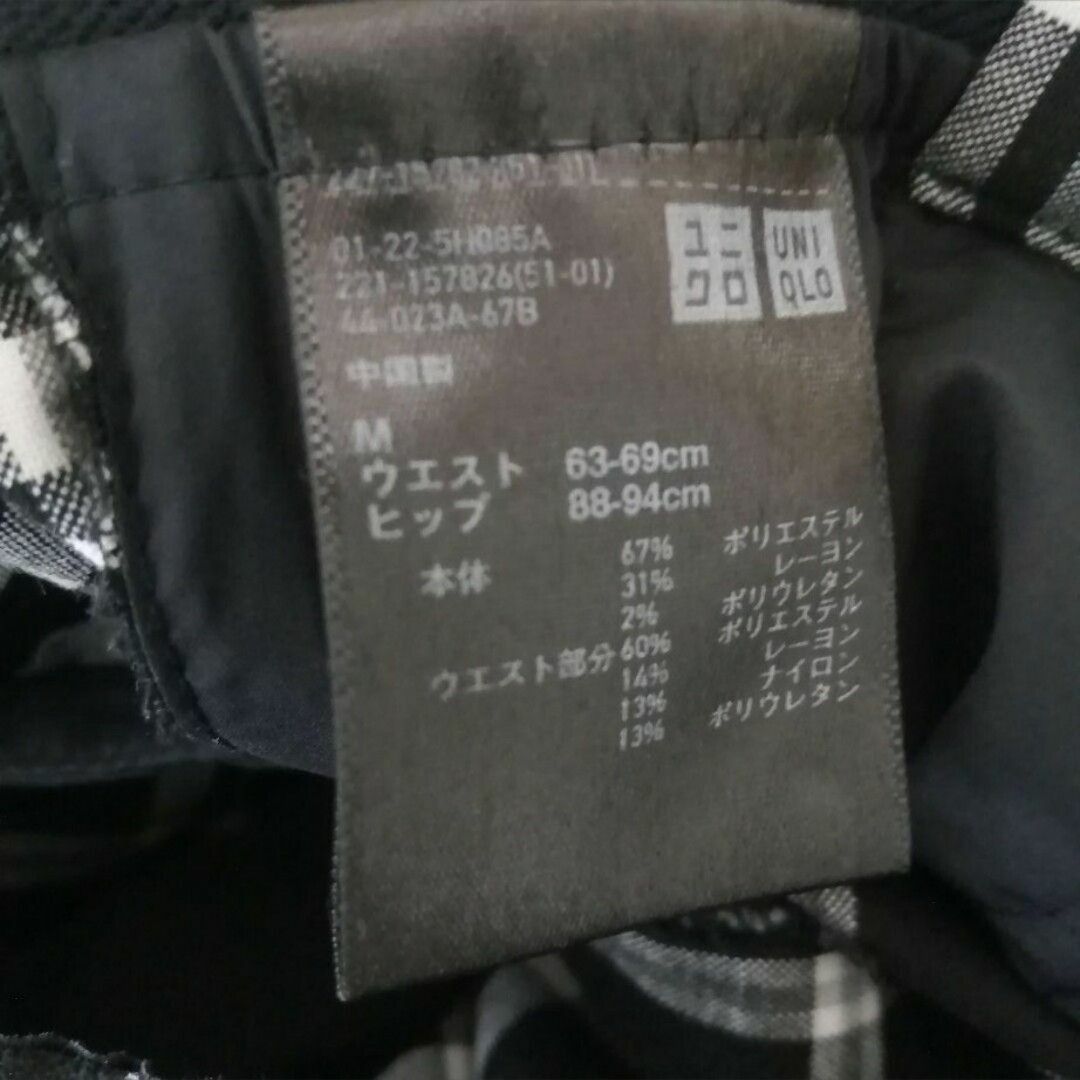 ユニクロ UNIQLO
01-22-5H085A
221-157826(51-01)
44-023A-67B
中国製
M
ウエスト 63-69cm
ヒップ 88-94cm
本体 67% ポリエステル
31% レーヨン
2% ポリウレタン
ウエスト部分 60% ポリエステル
14% レーヨン
13% ナイロン
13% ポリウレタン